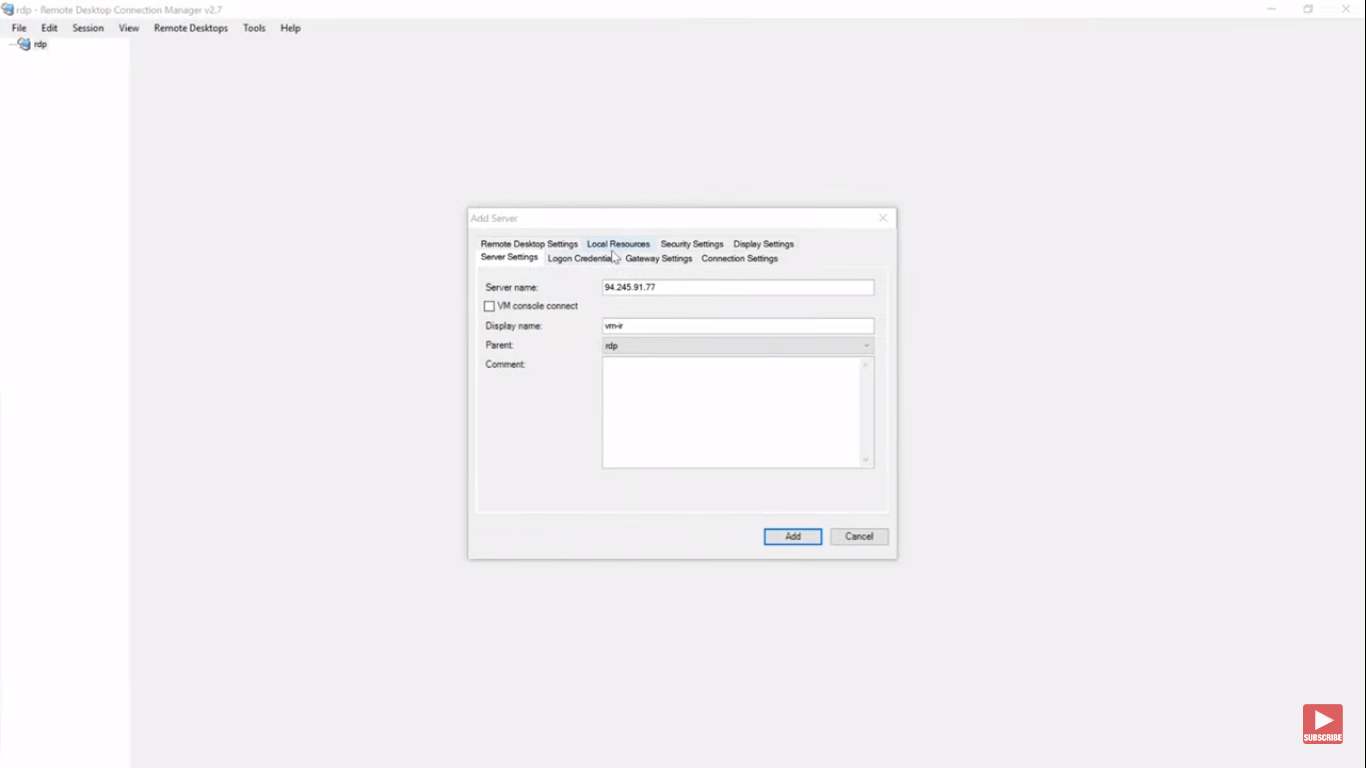 rdp - Remote Desktop Connection Manager v2.7
File Edit Session View Remote Desktops Tools Help
rdp
Add Server
Remote Desktop Settings Local Resources Security Settings Display Settings
Server Settings Logon Credential Gateway Settings Connection Settings
Server name: 94.245.91.77
VM console connect
Display name: vm-ir
Parent: rdp
Comment:
Add Cancel
SUBSCRIBE